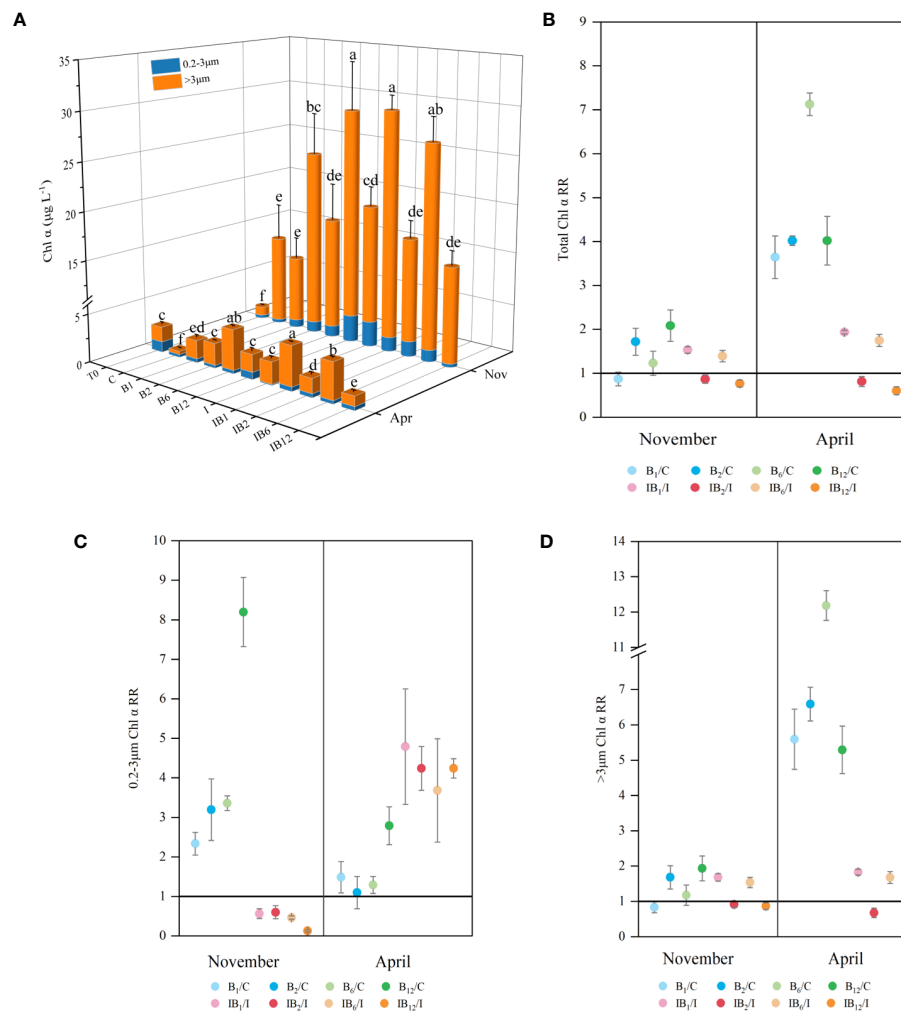 A
0.2-3μm
>3μm
Chl α (μg L⁻¹)
35
30
25
20
15
5
0
a
a
ab
bc
cd
de
de
de
e
e
f
c
f
cd
c
ab
c
c
a
d
b
e
T0
C
B1
B2
B6
B12
I
IB1
IB2
IB6
IB12
Apr
Nov
B
Total Chl α RR
9
8
7
6
5
4
3
2
1
0
November
April
B₁/C
B₂/C
B₆/C
B₁₂/C
IB₁/I
IB₂/I
IB₆/I
IB₁₂/I
C
0.2-3μm Chl α RR
10
9
8
7
6
5
4
3
2
1
0
November
April
B₁/C
B₂/C
B₆/C
B₁₂/C
IB₁/I
IB₂/I
IB₆/I
IB₁₂/I
D
>3μm Chl α RR
14
13
12
11
7
6
5
4
3
2
1
0
November
April
B₁/C
B₂/C
B₆/C
B₁₂/C
IB₁/I
IB₂/I
IB₆/I
IB₁₂/I